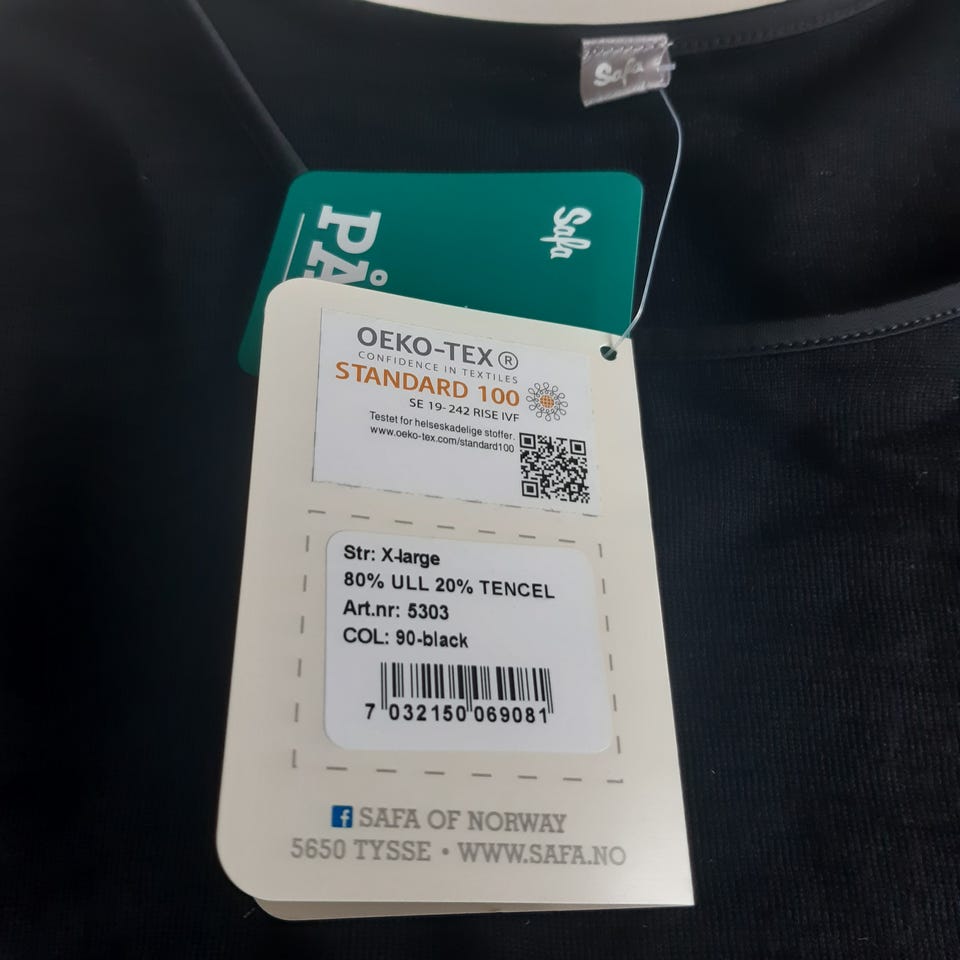 Safa
Safa
PÅ
OEKO-TEX®
CONFIDENCE IN TEXTILES
STANDARD 100
SE 19-242 RISE IVF
Testet for helseskadelige stoffer.
www.oeko-tex.com/standard100
Str: X-large
80% ULL 20% TENCEL
Art.nr: 5303
COL: 90-black
7 032150 069081
f SAFA OF NORWAY
5650 TYSSE • WWW.SAFA.NO